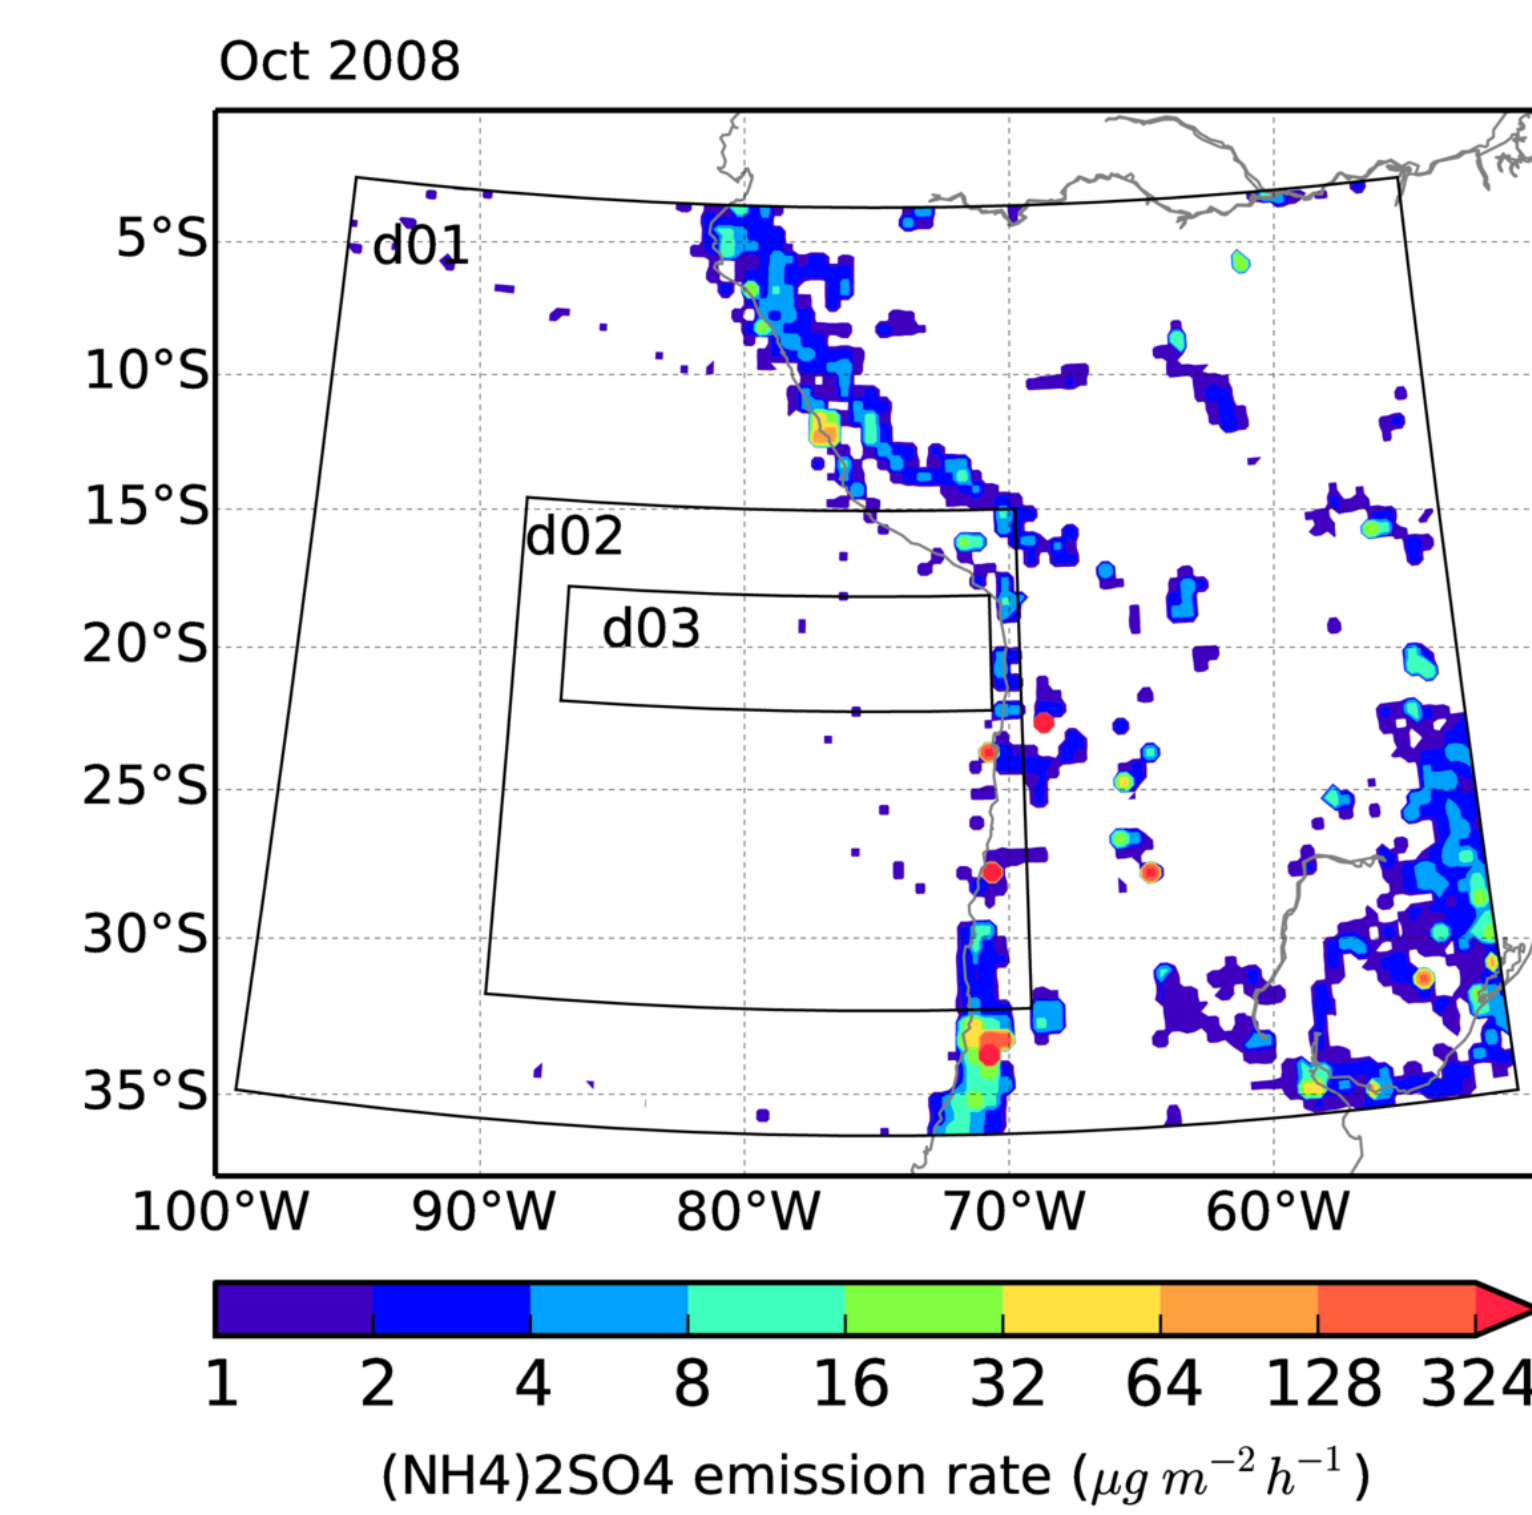 Oct 2008
d01
5°S
10°S
15°S
d02
d03
20°S
25°S
30°S
35°S
100°W 90°W 80°W 70°W 60°W
1 2 4 8 16 32 64 128 324
(NH4)2SO4 emission rate (μg m⁻² h⁻¹)